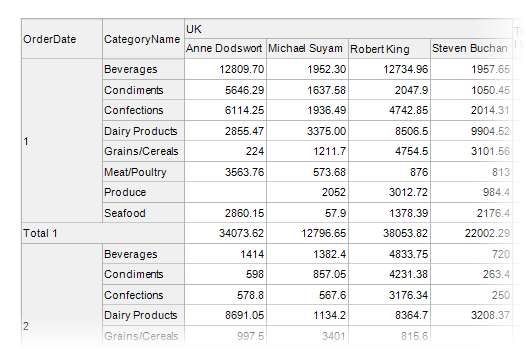 OrderDate CategoryName UK
Anne Dodswort Michael Suyam Robert King Steven Buchan
1 Beverages 12809.70 1952.30 12734.96 1957.65
Condiments 5646.29 1637.58 2047.9 1050.45
Confections 6114.25 1936.49 4742.85 2014.31
Dairy Products 2855.47 3375.00 8506.5 9904.52
Grains/Cereals 224 1211.7 4754.5 3101.56
Meat/Poultry 3563.76 573.68 876 813
Produce 2052 3012.72 984.4
Seafood 2860.15 57.9 1378.39 2176.4
Total 1 34073.62 12796.65 38053.82 22002.29
2 Beverages 1414 1382.4 4833.75 720
Condiments 598 857.05 4231.38 263.4
Confections 578.8 567.6 3176.34 250
Dairy Products 8691.05 1134.2 8364.7 3208.37
Grains/Cereals 997.5 3401 815.6